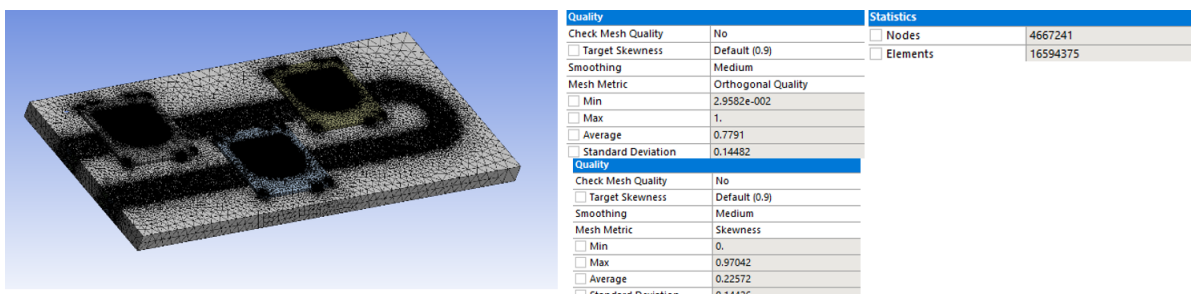 Quality
Check Mesh Quality No
Target Skewness Default (0.9)
Smoothing Medium
Mesh Metric Orthogonal Quality
Min 2.9582e-002
Max 1.
Average 0.7791
Standard Deviation 0.14482
Quality
Check Mesh Quality No
Target Skewness Default (0.9)
Smoothing Medium
Mesh Metric Skewness
Min 0.
Max 0.97042
Average 0.22572
Standard Deviation
Statistics
Nodes 4667241
Elements 16594375